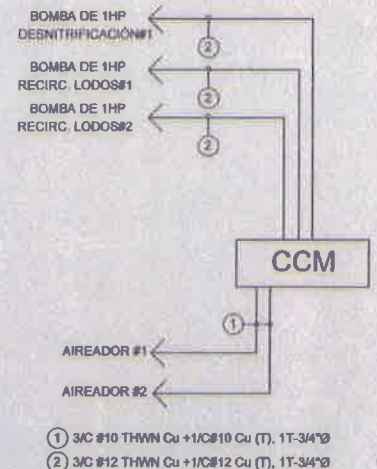 BOMBA DE 1HP
DESNITRIFICACIÓN#1
2
BOMBA DE 1HP
RECIRC. LODOS#1
2
BOMBA DE 1HP
RECIRC. LODOS#2
2
CCM
1
AIREADOR #1
AIREADOR #2
1 3/C #10 THWN Cu +1/C#10 Cu (T), 1T-3/4"Ø
2 3/C #12 THWN Cu +1/C#12 Cu (T), 1T-3/4"Ø